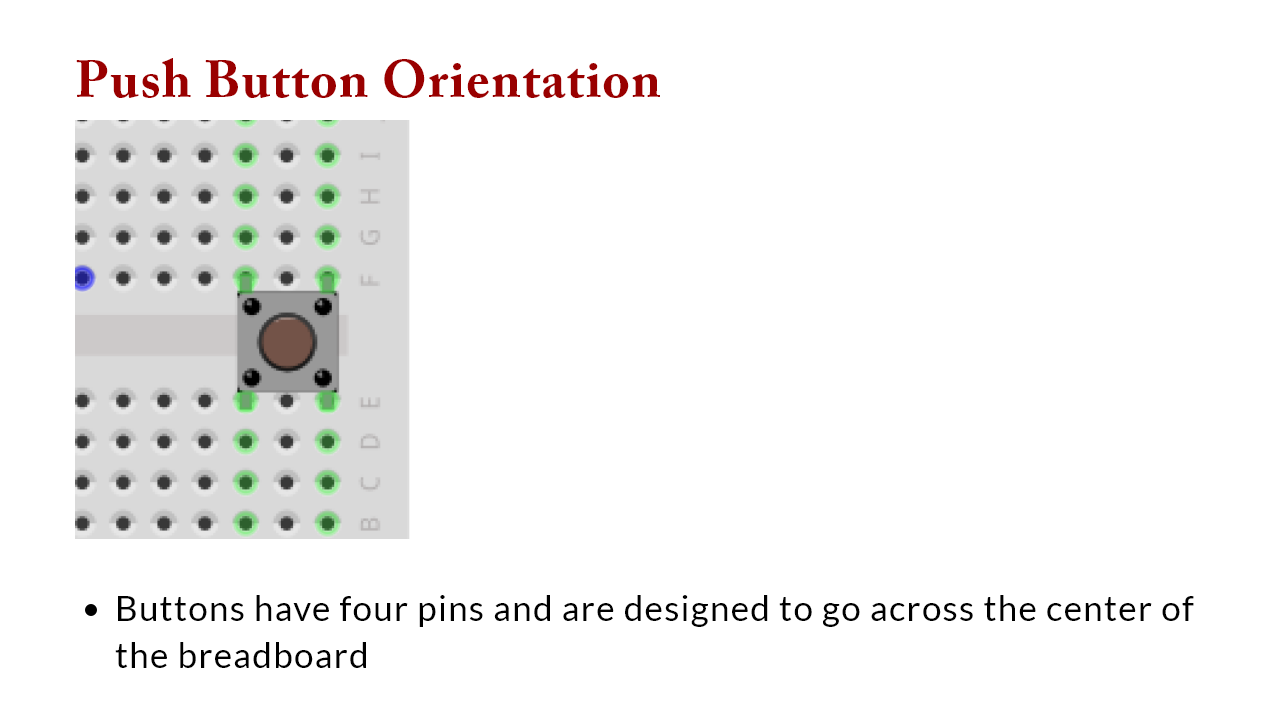 Push Button Orientation
I
H
G
F
E
D
C
B
• Buttons have four pins and are designed to go across the center of
the breadboard